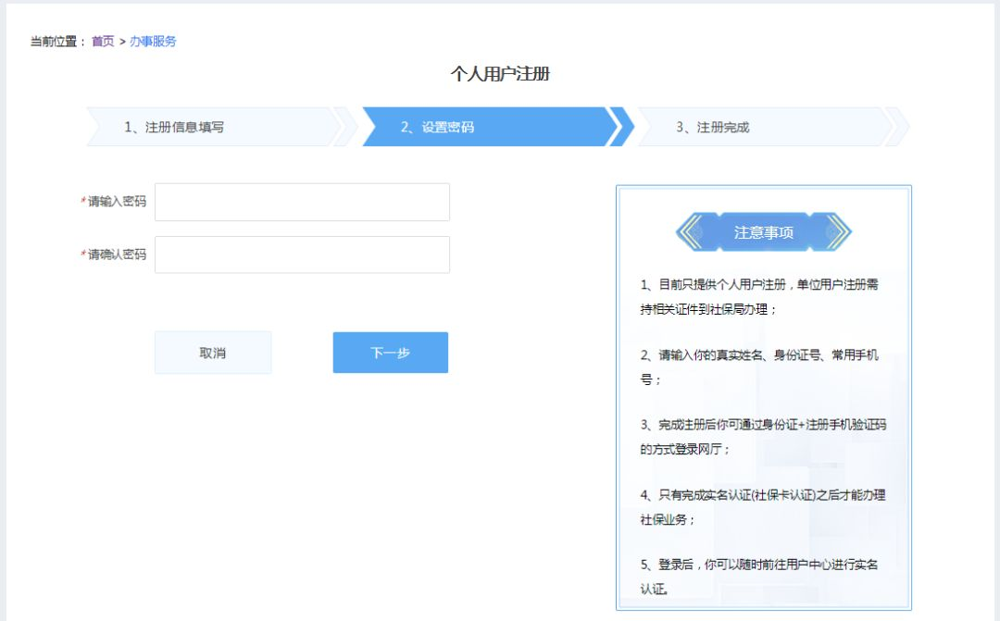 当前位置： 首页 > 办事服务
个人用户注册
1、注册信息填写
2、设置密码
3、注册完成
*请输入密码
*请确认密码
取消
下一步
注意事项
1、目前只提供个人用户注册，单位用户注册需
持相关证件到社保局办理；
2、请输入你的真实姓名、身份证号、常用手机
号；
3、完成注册后你可通过身份证+注册手机验证码
的方式登录网厅；
4、只有完成实名认证(社保卡认证)之后才能办理
社保业务；
5、登录后，你可以随时前往用户中心进行实名
认证。